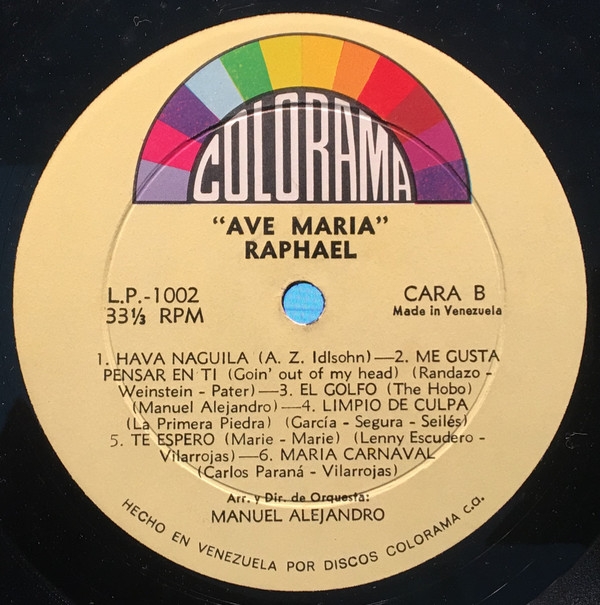 COLORAMA
"AVE MARIA"
RAPHAEL
L.P.-1002
33⅓ RPM
CARA B
Made in Venezuela
1. HAVA NAGUILA (A. Z. Idlsohn)—2. ME GUSTA
PENSAR EN TI (Goin' out of my head) (Randazo -
Weinstein - Pater)—3. EL GOLFO (The Hobo)
(Manuel Alejandro)—4. LIMPIO DE CULPA
(La Primera Piedra) (García - Segura - Seilés)
5. TE ESPERO (Marie - Marie) (Lenny Escudero -
Vilarrojas)—6. MARIA CARNAVAL
(Carlos Paraná - Vilarrojas)
Arr. y Dir. de Orquesta:
MANUEL ALEJANDRO
HECHO EN VENEZUELA POR DISCOS COLORAMA c.a.